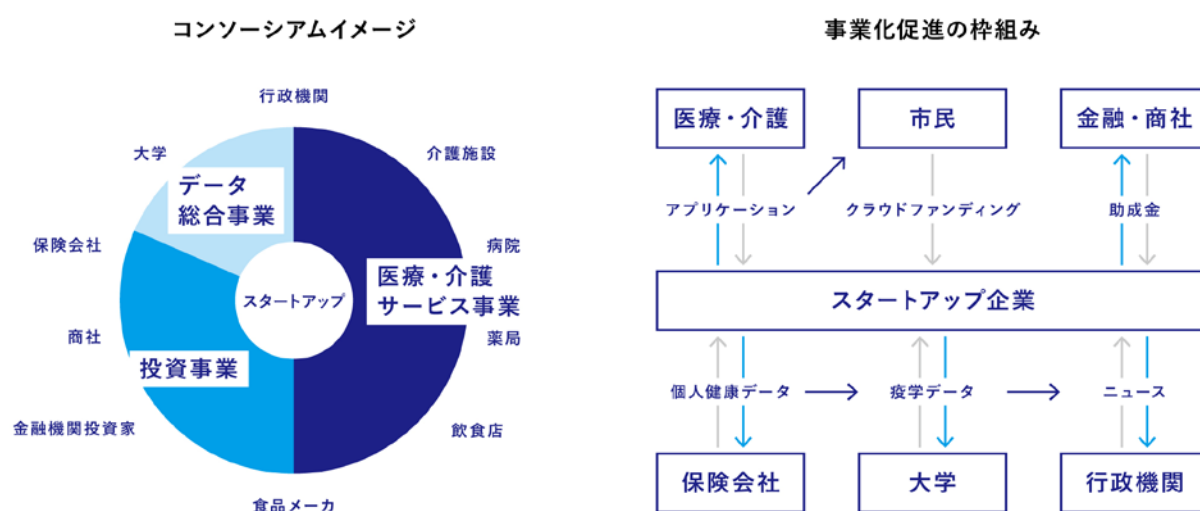 コンソーシアムイメージ
行政機関
大学
介護施設
データ
総合事業
保険会社
病院
医療・介護
サービス事業
スタートアップ
商社
薬局
投資事業
金融機関投資家
飲食店
食品メーカ
事業化促進の枠組み
医療・介護
市民
金融・商社
アプリケーション
クラウドファンディング
助成金
スタートアップ企業
個人健康データ
疫学データ
ニュース
保険会社
大学
行政機関